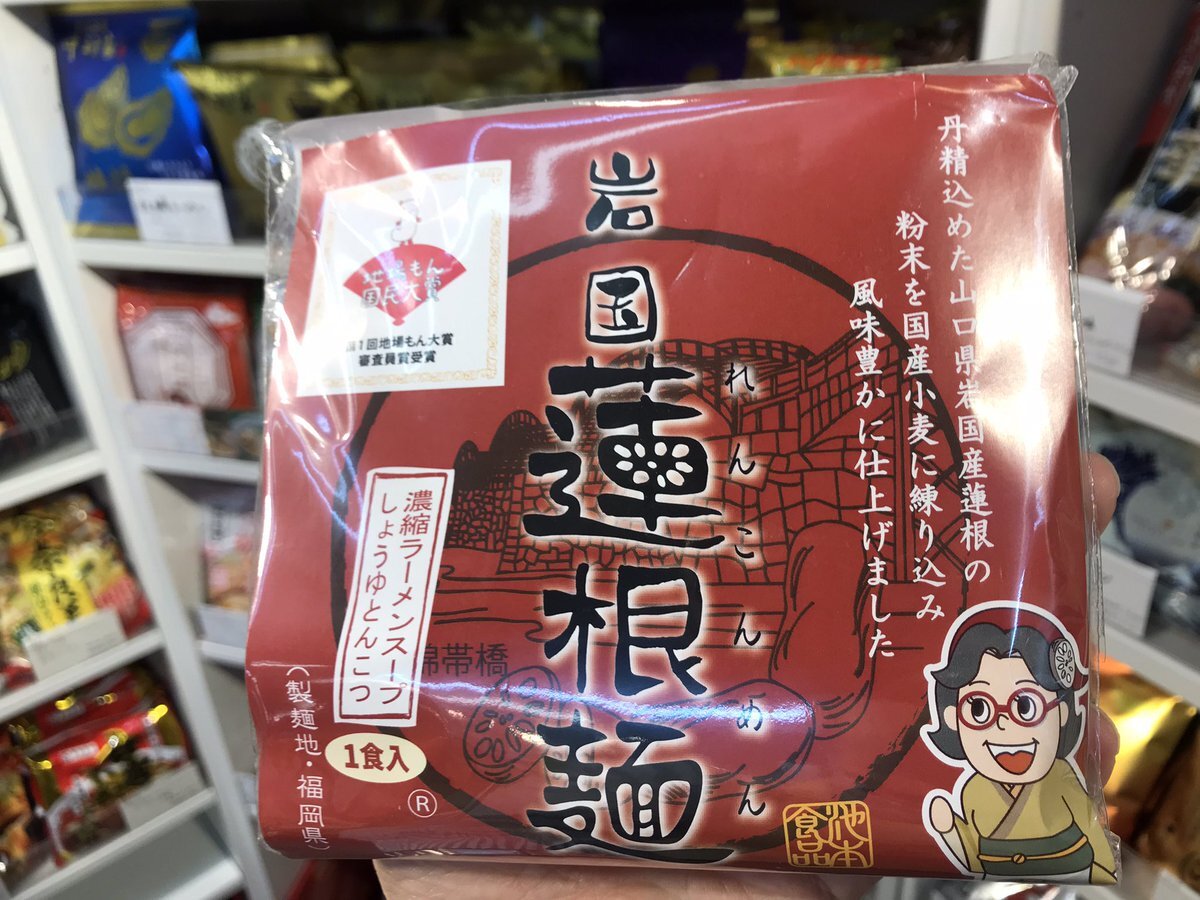 丹精込めた山口県岩国産蓮根の
粉末を国産小麦に練り込み
風味豊かに仕上げました
岩国蓮根麺
れんこんめん
地場もん
国民大賞
第1回地場もん大賞
審査員賞受賞
濃縮ラーメンスープ
しょうゆとんこつ
錦帯橋
(製麺地・福岡県)
1食入
®
池本
食品